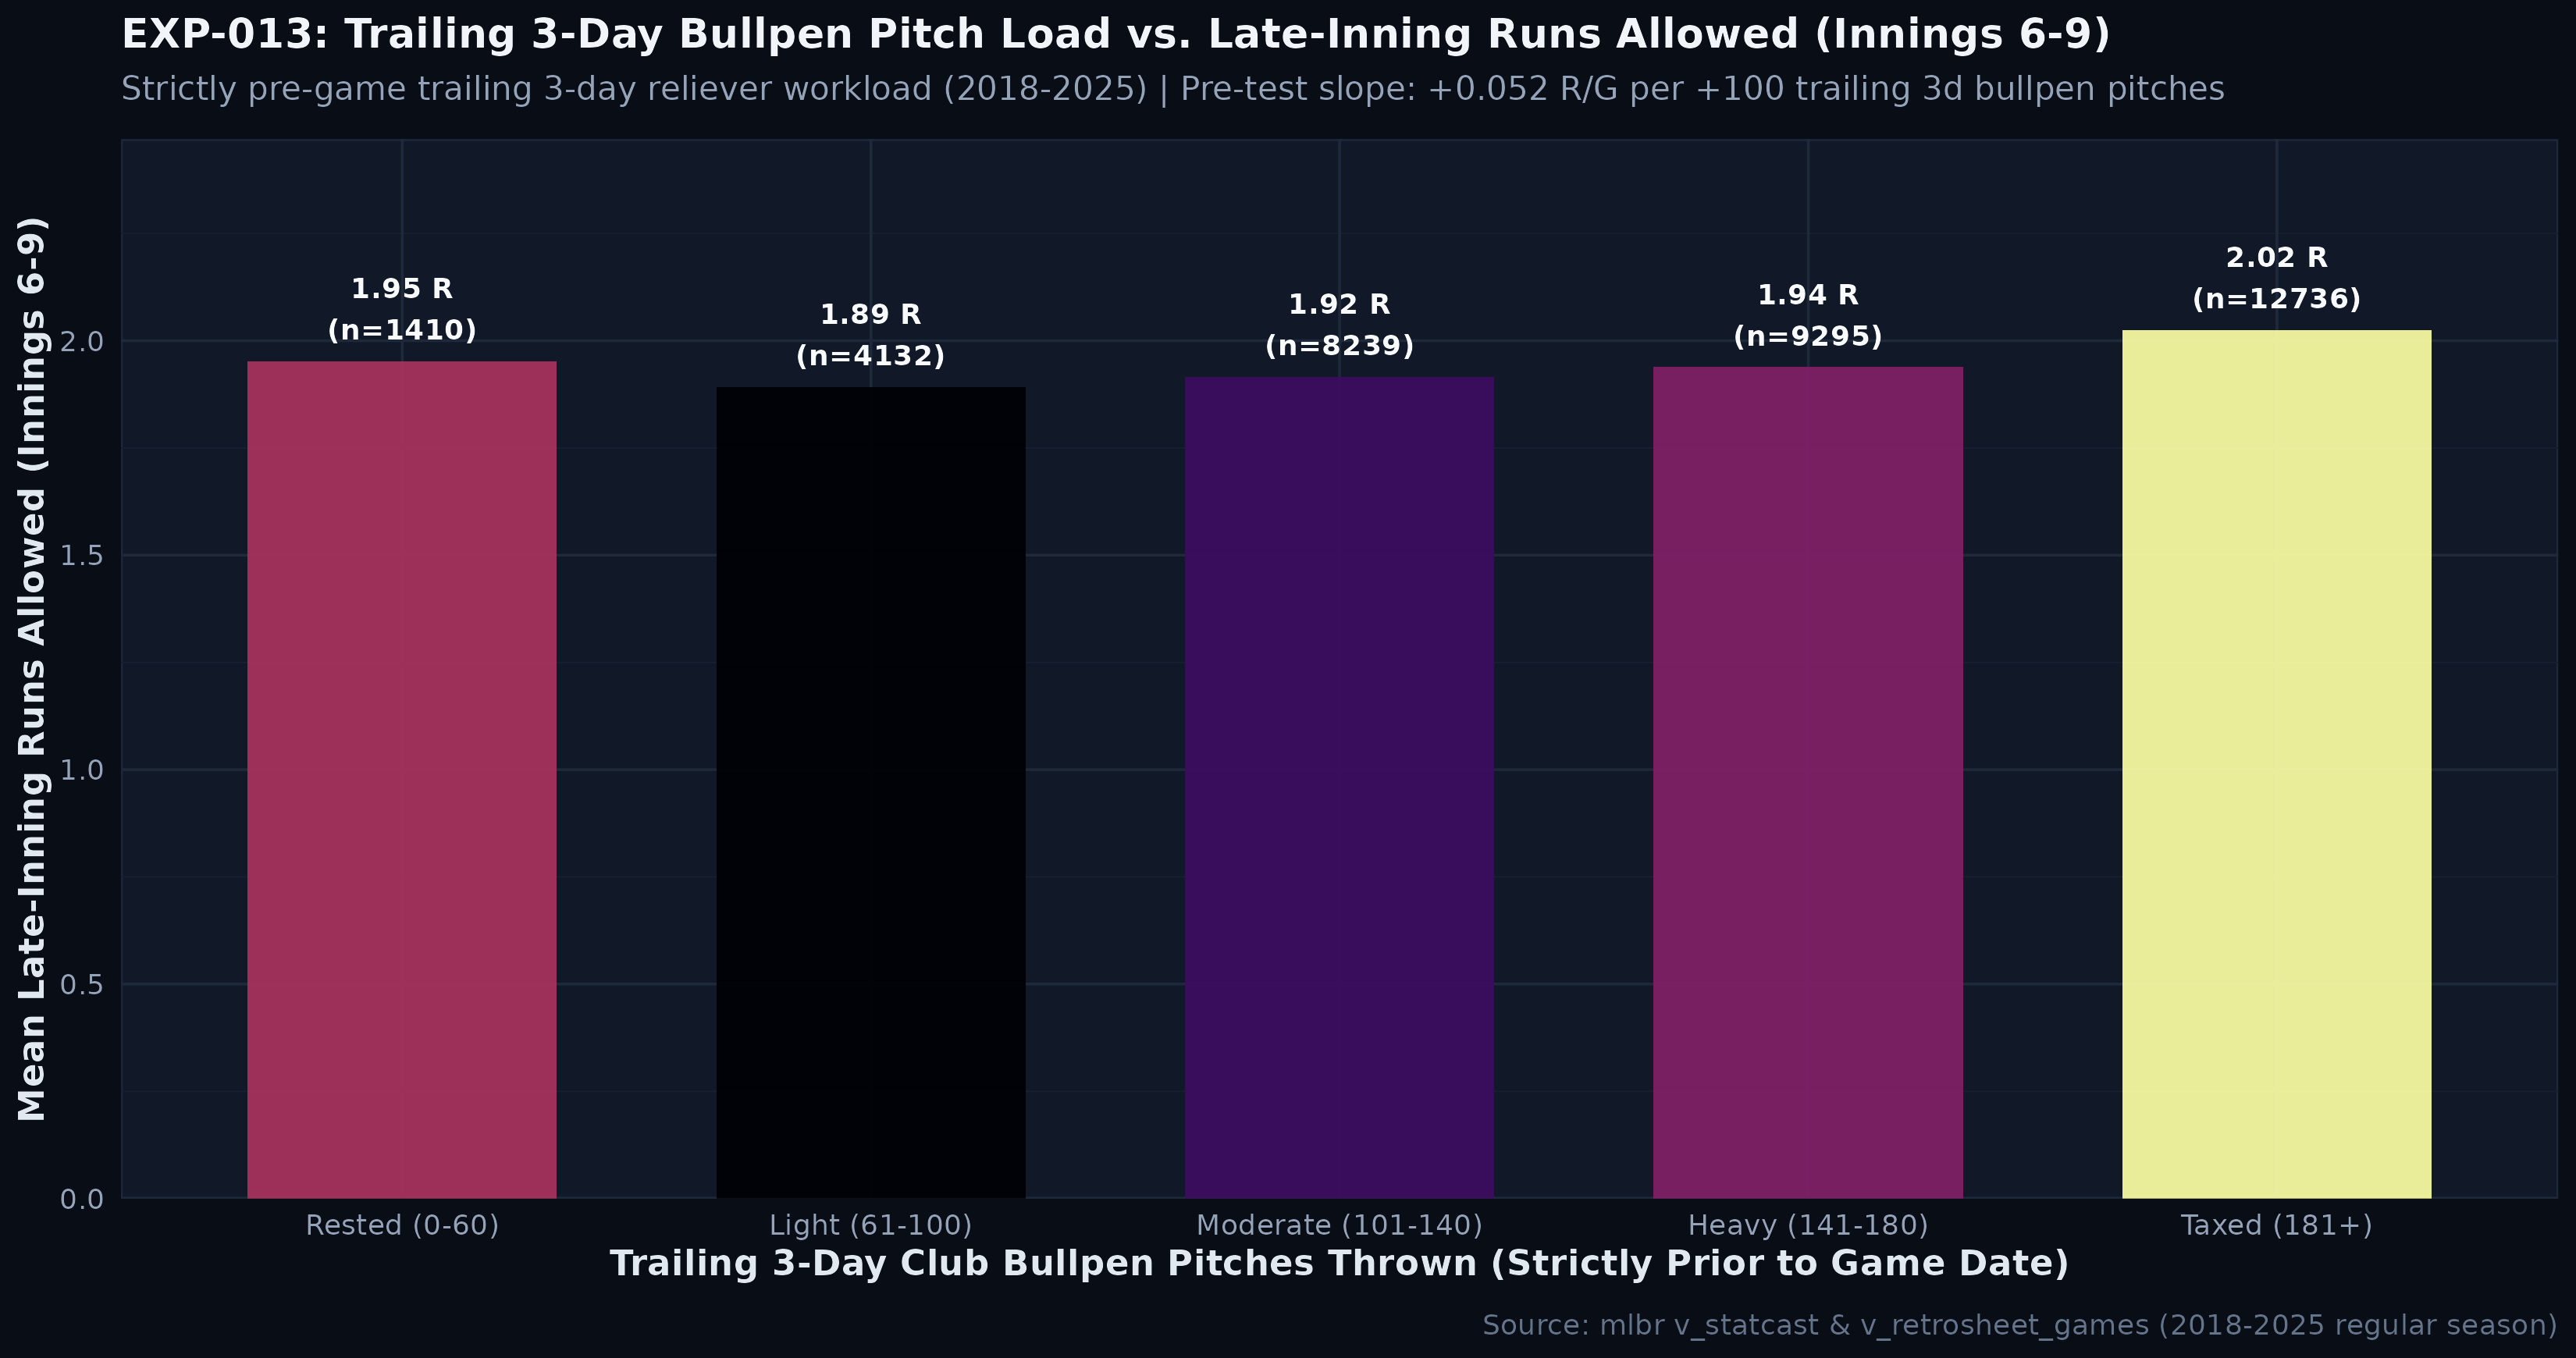 EXP-013: Trailing 3-Day Bullpen Pitch Load vs. Late-Inning Runs Allowed (Innings 6-9)
Strictly pre-game trailing 3-day reliever workload (2018-2025) | Pre-test slope: +0.052 R/G per +100 trailing 3d bullpen pitches
Mean Late-Inning Runs Allowed (Innings 6-9)
2.0
1.5
1.0
0.5
0.0
1.95 R
(n=1410)
1.89 R
(n=4132)
1.92 R
(n=8239)
1.94 R
(n=9295)
2.02 R
(n=12736)
Rested (0-60)
Light (61-100)
Moderate (101-140)
Heavy (141-180)
Taxed (181+)
Trailing 3-Day Club Bullpen Pitches Thrown (Strictly Prior to Game Date)
Source: mlbr v_statcast & v_retrosheet_games (2018-2025 regular season)